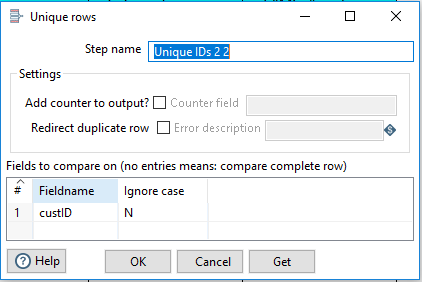 Unique rows
Step name Unique IDs 2 2
Settings
Add counter to output? Counter field
Redirect duplicate row Error description
Fields to compare on (no entries means: compare complete row)
# Fieldname Ignore case
1 custID N
Help OK Cancel Get